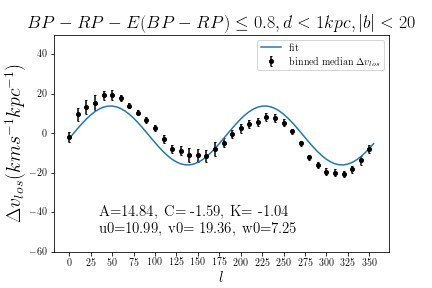 BP − RP − E(BP − RP) ≤ 0.8, d < 1kpc, |b| < 20
fit
binned median Δv_los
Δv_los(kms⁻¹kpc⁻¹)
40
20
0
−20
−40
−60
A=14.84, C= -1.59, K= -1.04
u0=10.99, v0= 19.36, w0=7.25
0 25 50 75 100 125 150 175 200 225 250 275 300 325 350
l